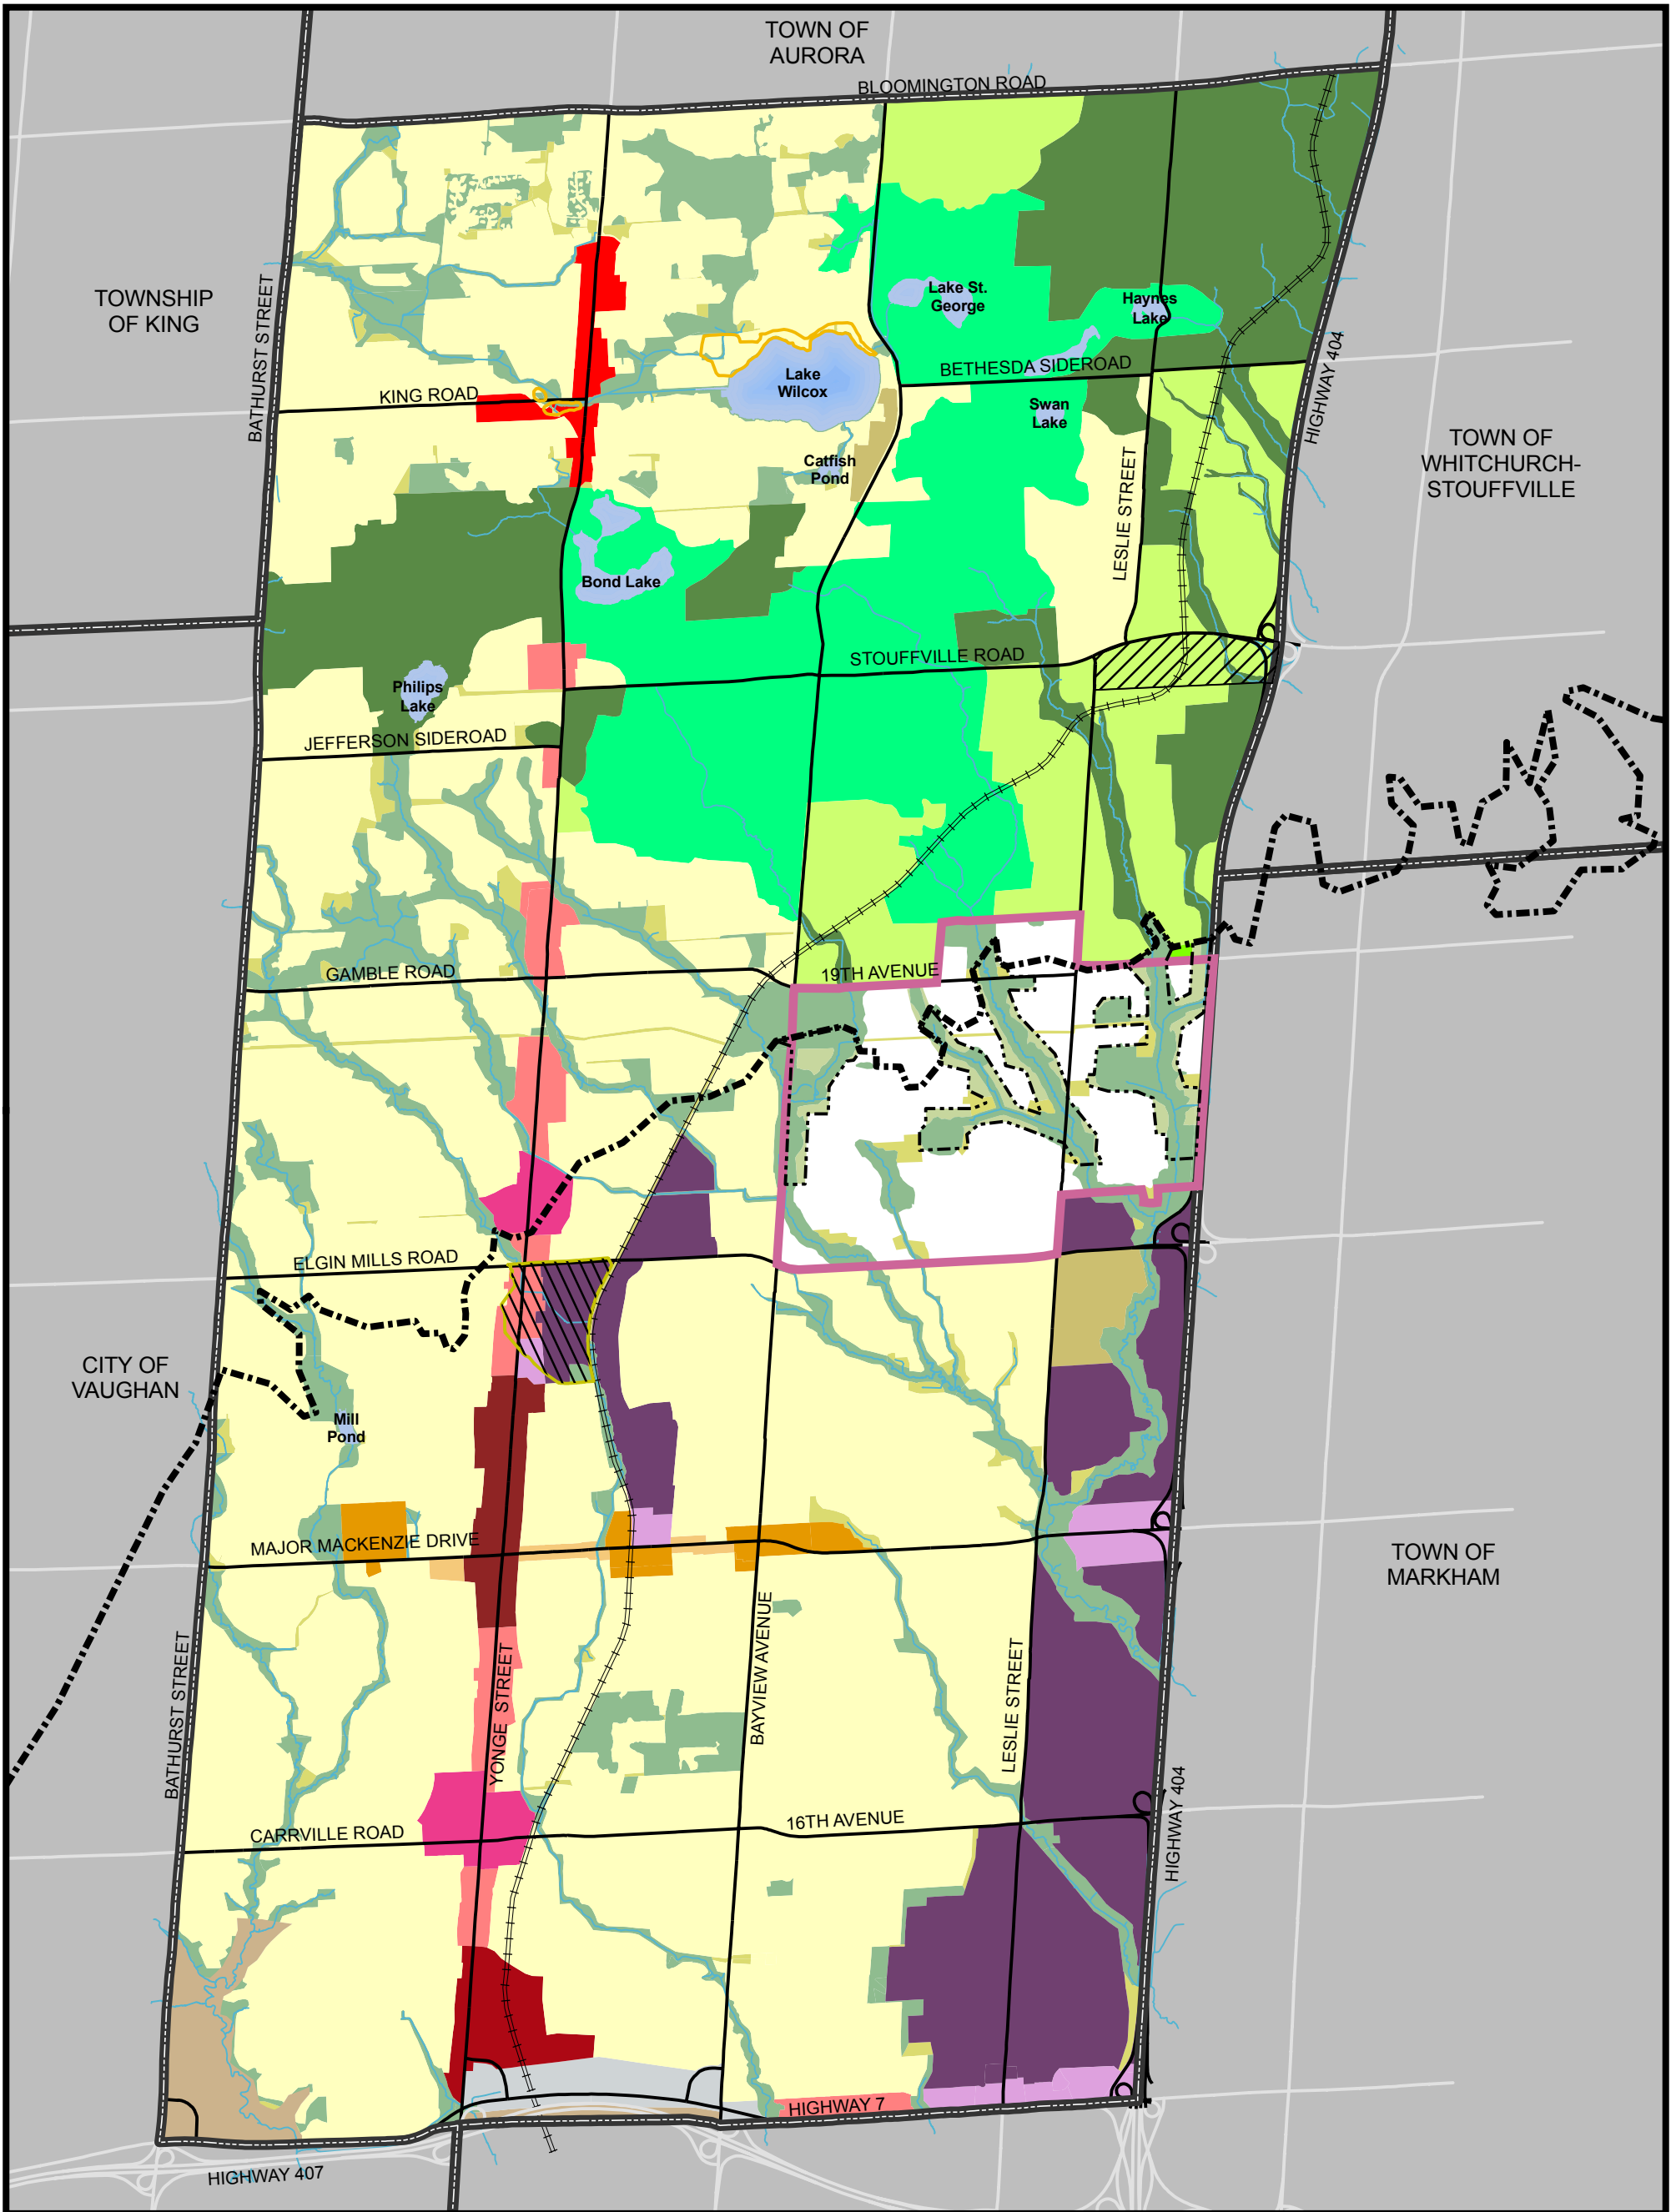 TOWN OF
AURORA
BLOOMINGTON ROAD
TOWNSHIP
OF KING
BATHURST STREET
Lake St.
George
Haynes
Lake
KING ROAD
Lake
Wilcox
BETHESDA SIDEROAD
HIGHWAY 404
Swan
Lake
TOWN OF
WHITCHURCH-
STOUFFVILLE
Catfish
Pond
LESLIE STREET
Bond Lake
STOUFFVILLE ROAD
Philips
Lake
JEFFERSON SIDEROAD
GAMBLE ROAD
19TH AVENUE
ELGIN MILLS ROAD
CITY OF
VAUGHAN
Mill
Pond
MAJOR MACKENZIE DRIVE
TOWN OF
MARKHAM
BATHURST STREET
YONGE STREET
BAYVIEW AVENUE
LESLIE STREET
HIGHWAY 404
CARRVILLE ROAD
16TH AVENUE
HIGHWAY 7
HIGHWAY 407